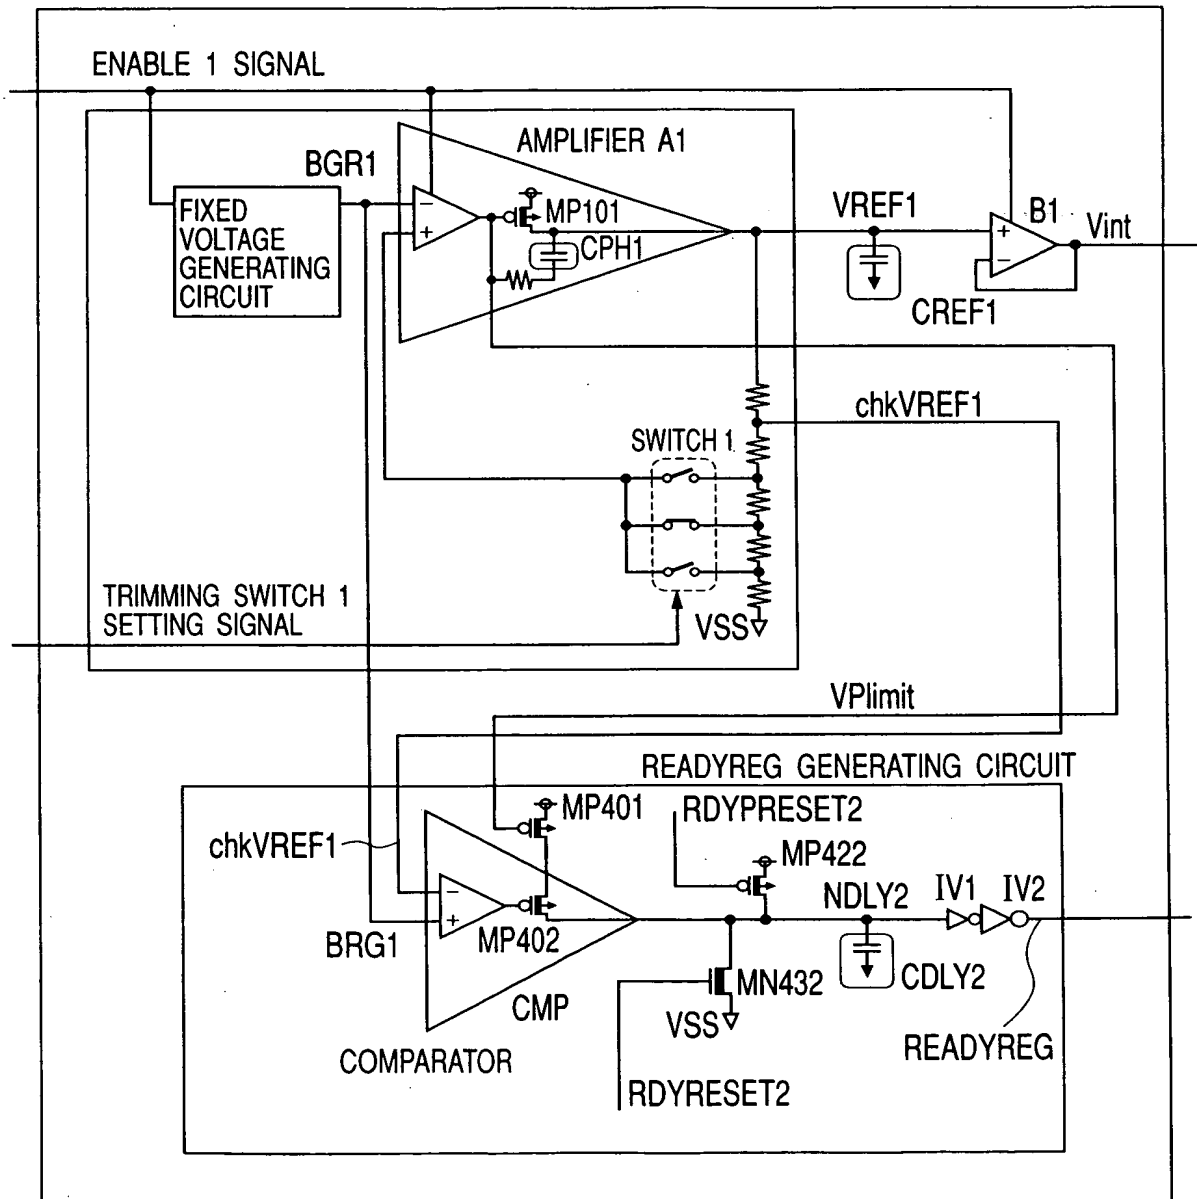 ENABLE 1 SIGNAL
AMPLIFIER A1
BGR1
FIXED
VOLTAGE
GENERATING
CIRCUIT
−
+
MP101
CPH1
VREF1
CREF1
B1
+
−
Vint
chkVREF1
SWITCH 1
TRIMMING SWITCH 1
SETTING SIGNAL
VSS
VPlimit
READYREG GENERATING CIRCUIT
MP401
RDYPRESET2
chkVREF1
MP422
−
+
MP402
BRG1
NDLY2
IV1
IV2
CMP
MN432
CDLY2
VSS
READYREG
COMPARATOR
RDYRESET2